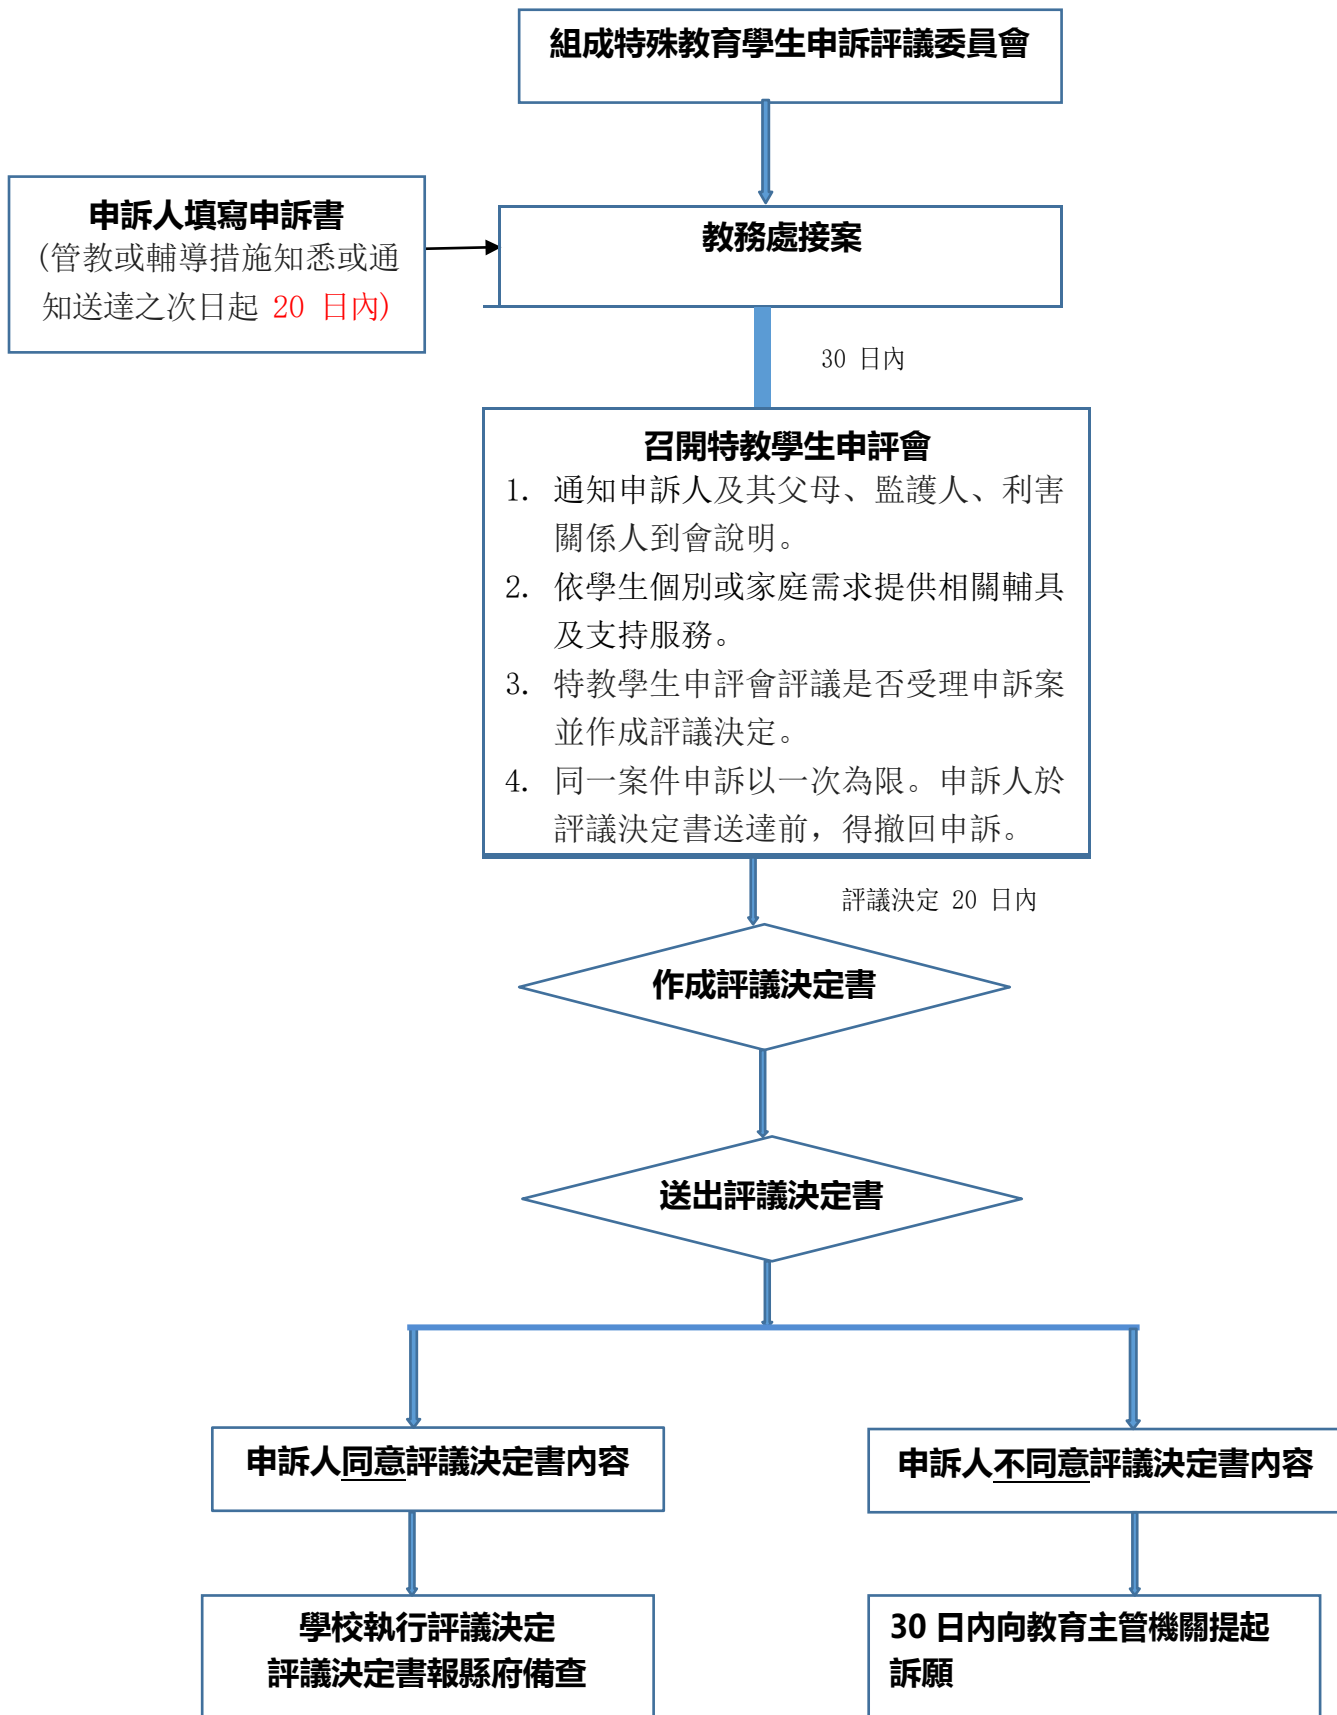 組成特殊教育學生申訴評議委員會
申訴人填寫申訴書
(管教或輔導措施知悉或通
知送達之次日起 20 日內)
教務處接案
30 日內
召開特教學生申評會
1. 通知申訴人及其父母、監護人、利害
關係人到會說明。
2. 依學生個別或家庭需求提供相關輔具
及支持服務。
3. 特教學生申評會評議是否受理申訴案
並作成評議決定。
4. 同一案件申訴以一次為限。申訴人於
評議決定書送達前，得撤回申訴。
評議決定 20 日內
作成評議決定書
送出評議決定書
申訴人同意評議決定書內容
申訴人不同意評議決定書內容
學校執行評議決定
評議決定書報縣府備查
30 日內向教育主管機關提起
訴願